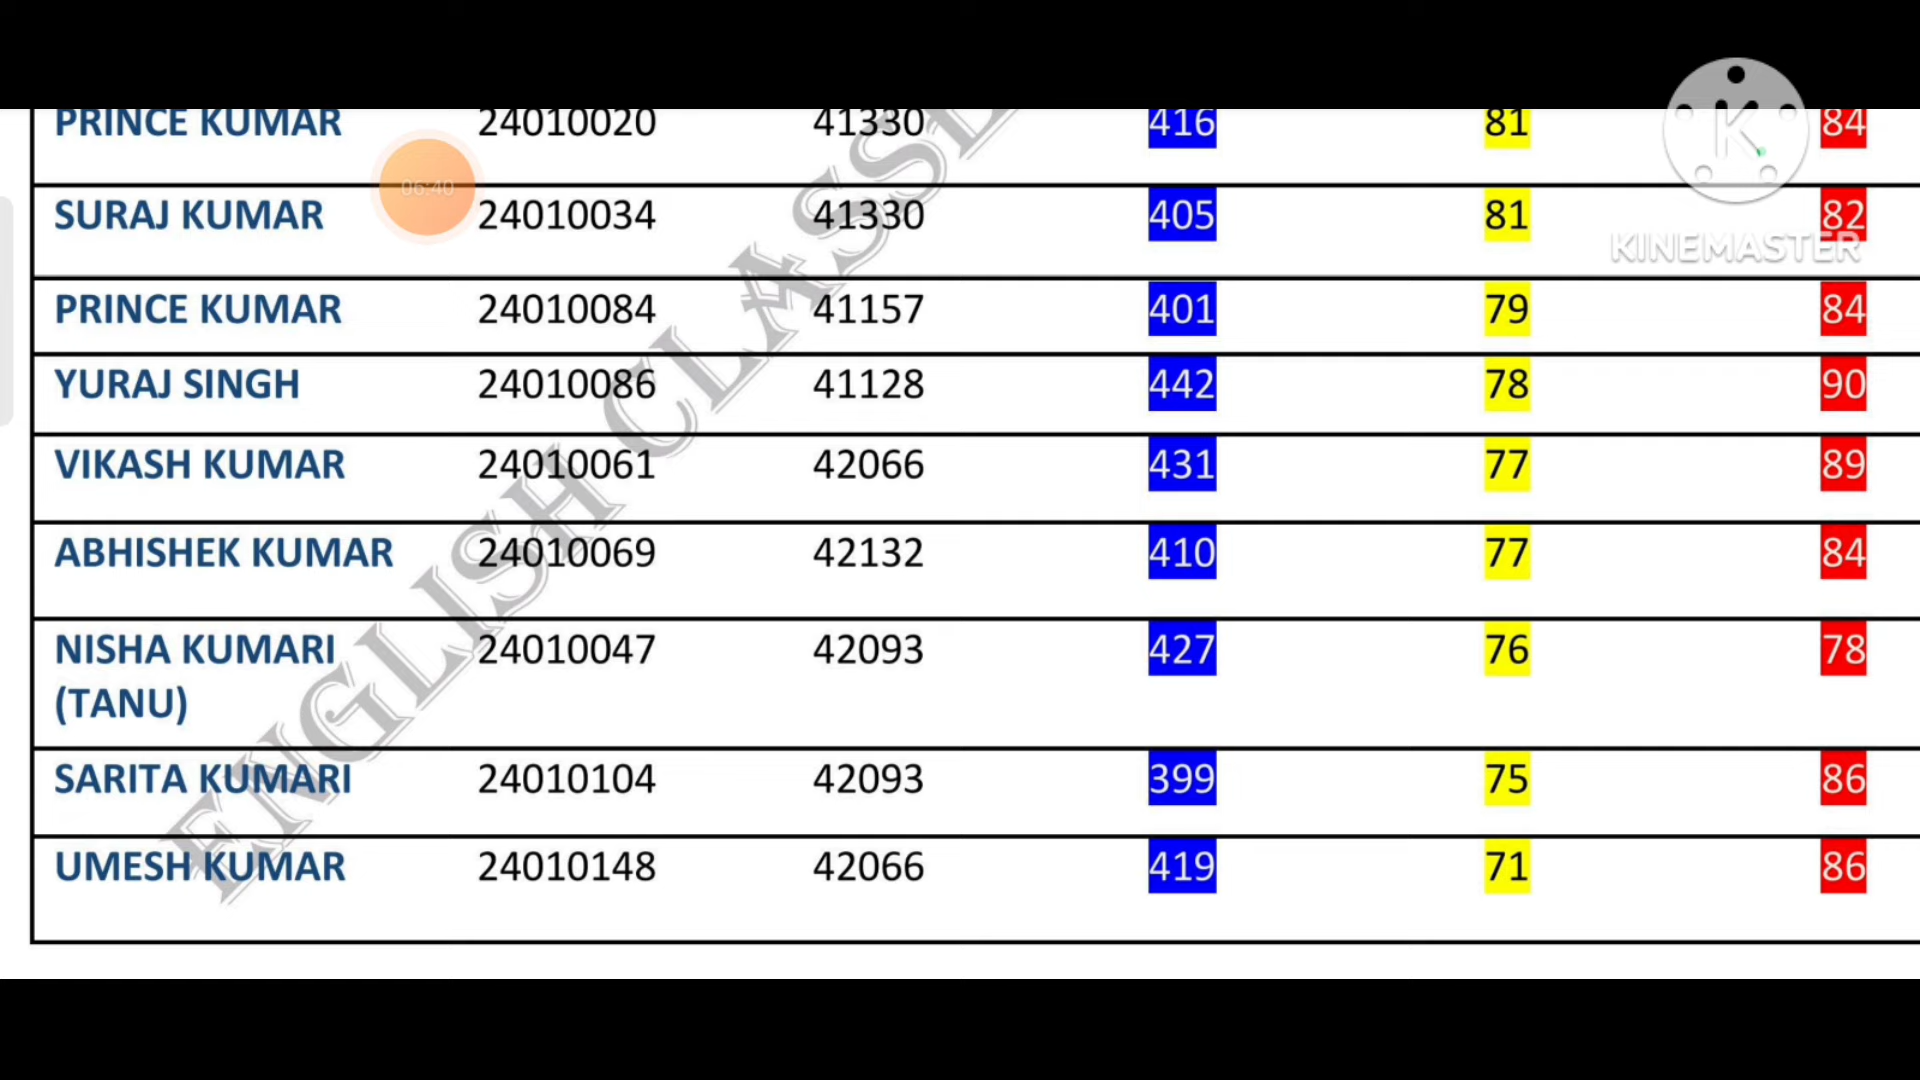 PRINCE KUMAR 24010020 41330 416 81 84
06:40
SURAJ KUMAR 24010034 41330 405 81 82
KINEMASTER
PRINCE KUMAR 24010084 41157 401 79 84
YURAJ SINGH 24010086 41128 442 78 90
VIKASH KUMAR 24010061 42066 431 77 89
ABHISHEK KUMAR 24010069 42132 410 77 84
NISHA KUMARI 24010047 42093 427 76 78
(TANU)
SARITA KUMARI 24010104 42093 399 75 86
UMESH KUMAR 24010148 42066 419 71 86
ENGLISH CLASSE
K